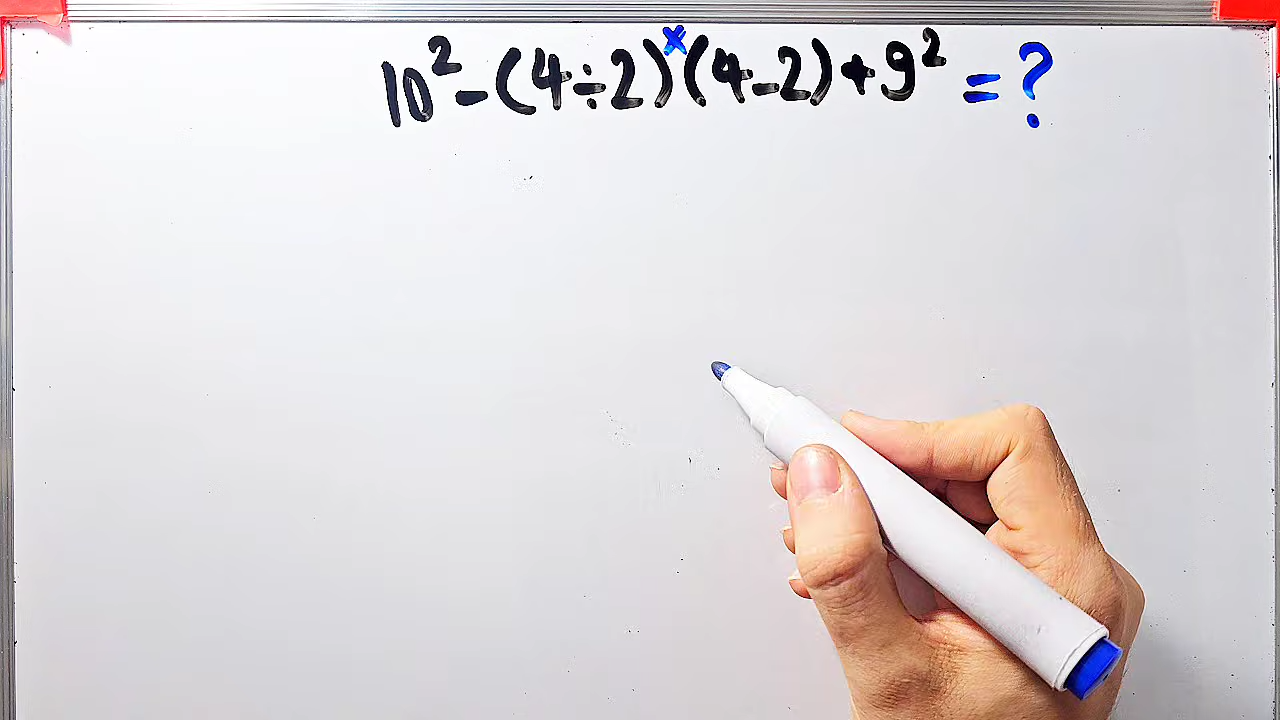 10² - (4÷2)×(4-2) + 9² = ?